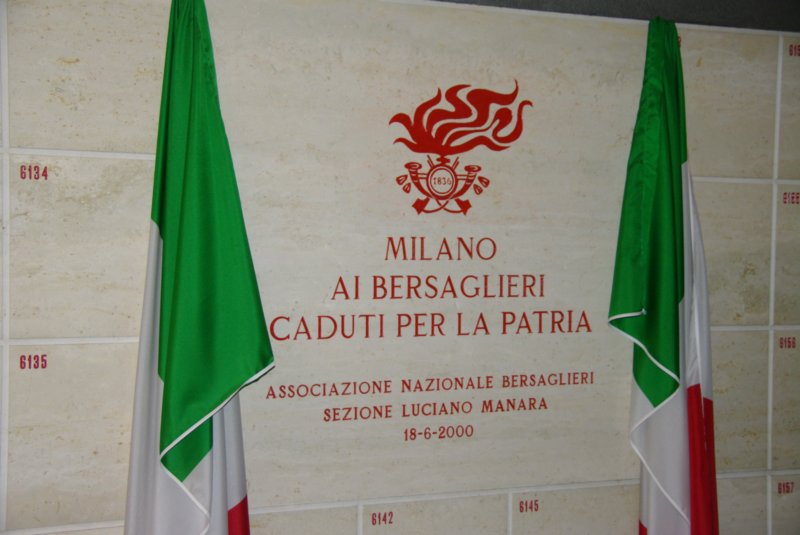 1836
MILANO
AI BERSAGLIERI
CADUTI PER LA PATRIA
ASSOCIAZIONE NAZIONALE BERSAGLIERI
SEZIONE LUCIANO MANARA
18-6-2000
6134
6135
6142
6145
6156
6157